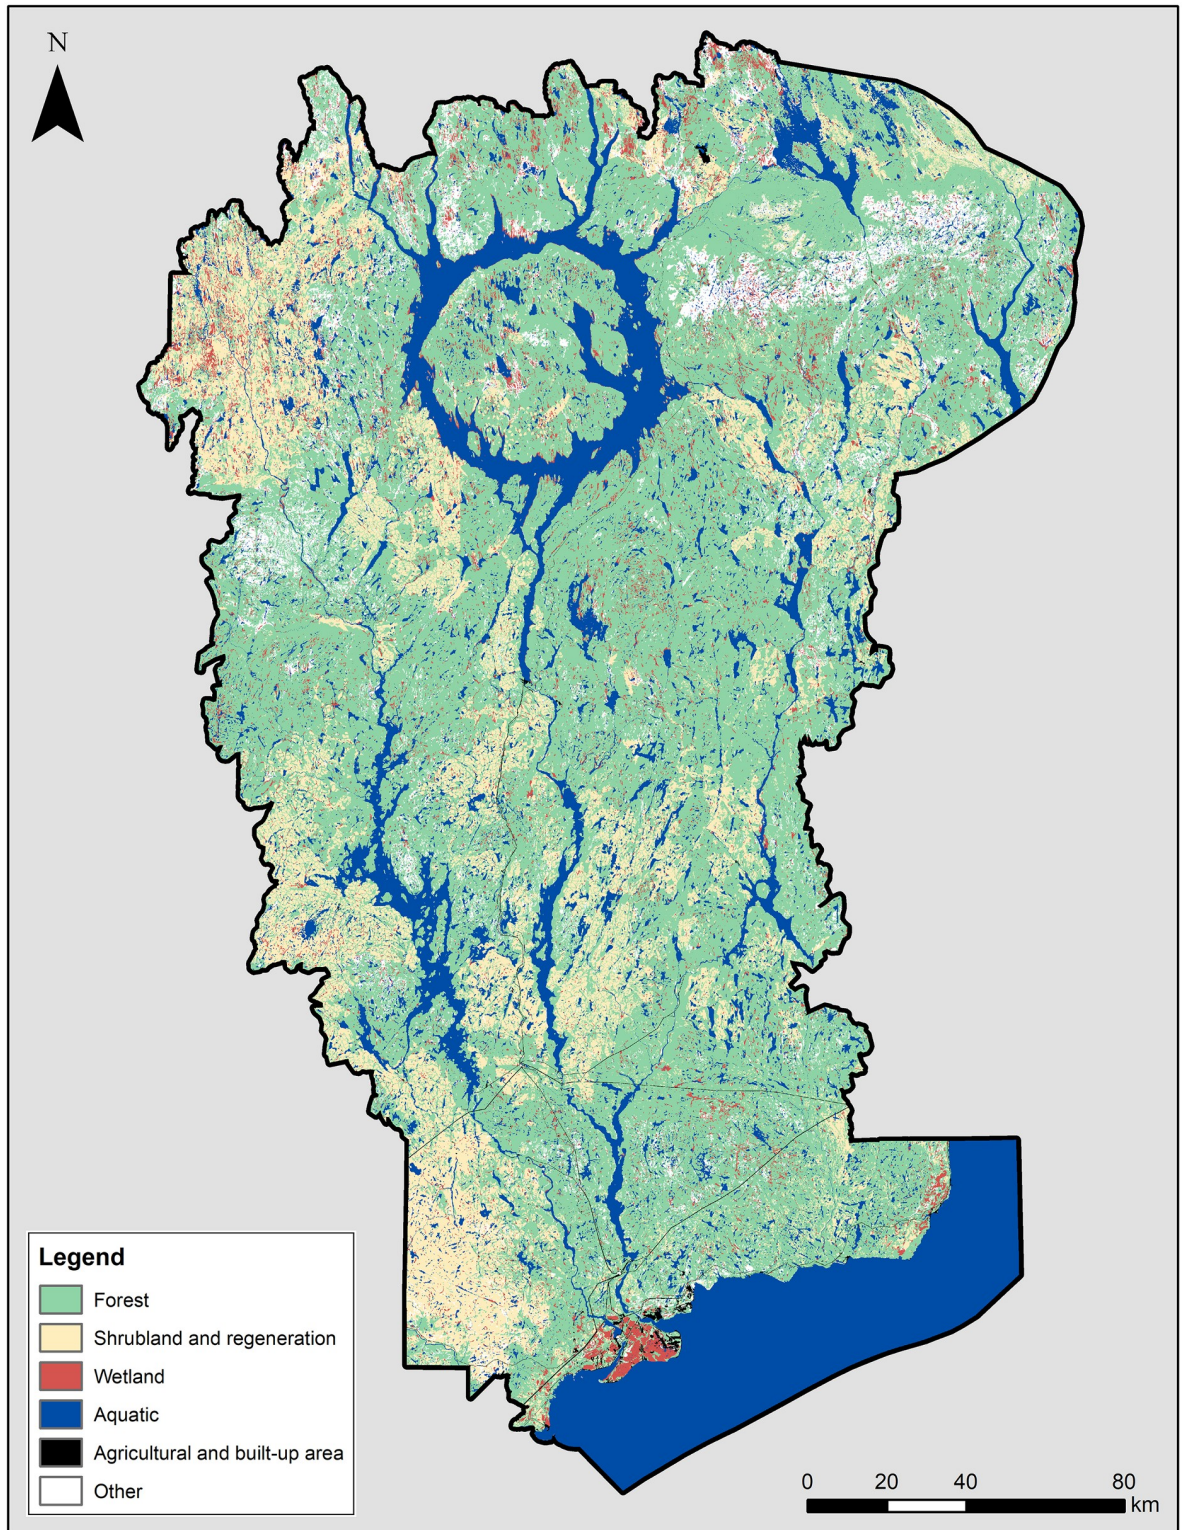 N
Legend
Forest
Shrubland and regeneration
Wetland
Aquatic
Agricultural and built-up area
Other
0 20 40 80
km